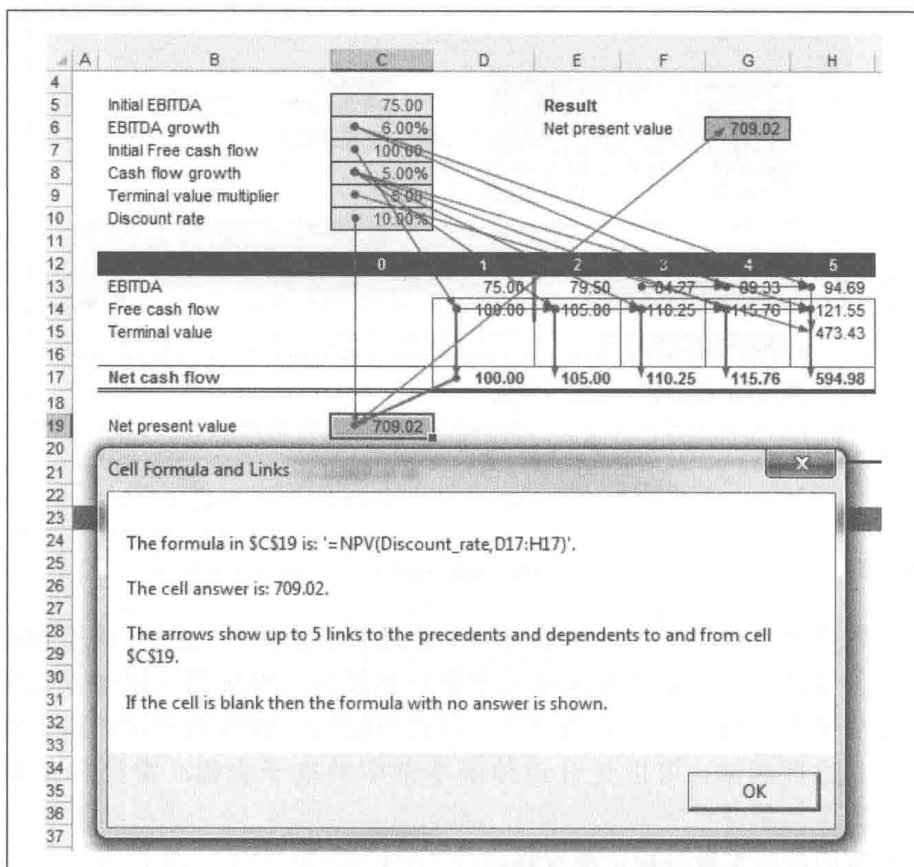 A B C D E F G H
4
5 Initial EBITDA 75.00 Result
6 EBITDA growth 6.00% Net present value 709.02
7 Initial Free cash flow 100.00
8 Cash flow growth 5.00%
9 Terminal value multiplier 5.00
10 Discount rate 10.00%
11
12 0 1 2 3 4 5
13 EBITDA 75.00 79.50 84.27 89.33 94.69
14 Free cash flow 100.00 105.00 110.25 115.76 121.55
15 Terminal value 473.43
16
17 Net cash flow 100.00 105.00 110.25 115.76 594.98
18
19 Net present value 709.02
20
21 Cell Formula and Links
22
23
24 The formula in $C$19 is: '=NPV(Discount_rate,D17:H17)'.
25
26 The cell answer is: 709.02.
27
28 The arrows show up to 5 links to the precedents and dependents to and from cell
29 $C$19.
30
31 If the cell is blank then the formula with no answer is shown.
32
33
34
35 OK
36
37